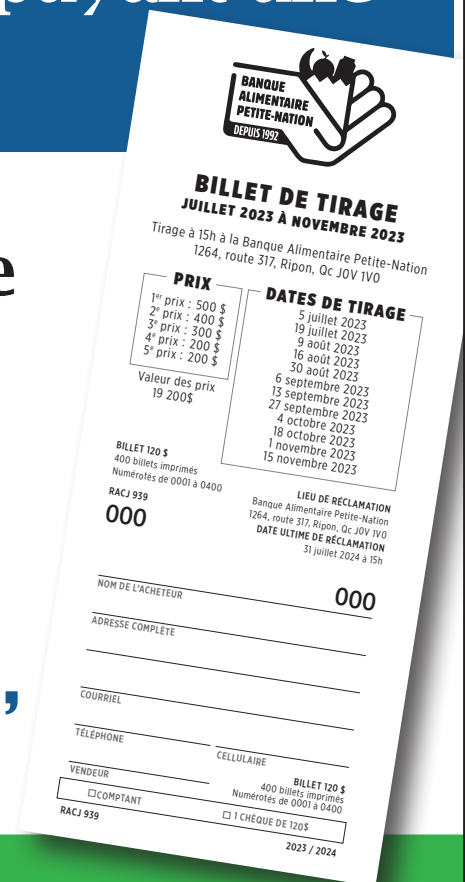 BANQUE
ALIMENTAIRE
PETITE-NATION
DEPUIS 1992
BILLET DE TIRAGE
JUILLET 2023 À NOVEMBRE 2023
Tirage à 15h à la Banque Alimentaire Petite-Nation
1264, route 317, Ripon, Qc J0V 1V0
PRIX
1er prix : 500 $
2e prix : 400 $
3e prix : 300 $
4e prix : 200 $
5e prix : 200 $
Valeur des prix
19 200$
DATES DE TIRAGE
5 juillet 2023
19 juillet 2023
9 août 2023
16 août 2023
30 août 2023
6 septembre 2023
13 septembre 2023
27 septembre 2023
4 octobre 2023
18 octobre 2023
1 novembre 2023
15 novembre 2023
BILLET 120 $
400 billets imprimés
Numérotés de 0001 à 0400
RACJ 939
000
LIEU DE RÉCLAMATION
Banque Alimentaire Petite-Nation
1264, route 317, Ripon, Qc J0V 1V0
DATE ULTIME DE RÉCLAMATION
31 juillet 2024 à 15h
000
NOM DE L'ACHETEUR
ADRESSE COMPLÈTE
COURRIEL
TÉLÉPHONE
CELLULAIRE
VENDEUR
BILLET 120 $
400 billets imprimés
Numérotés de 0001 à 0400
☐COMPTANT
☐ 1 CHÈQUE DE 120$
RACJ 939
2023 / 2024
e
,